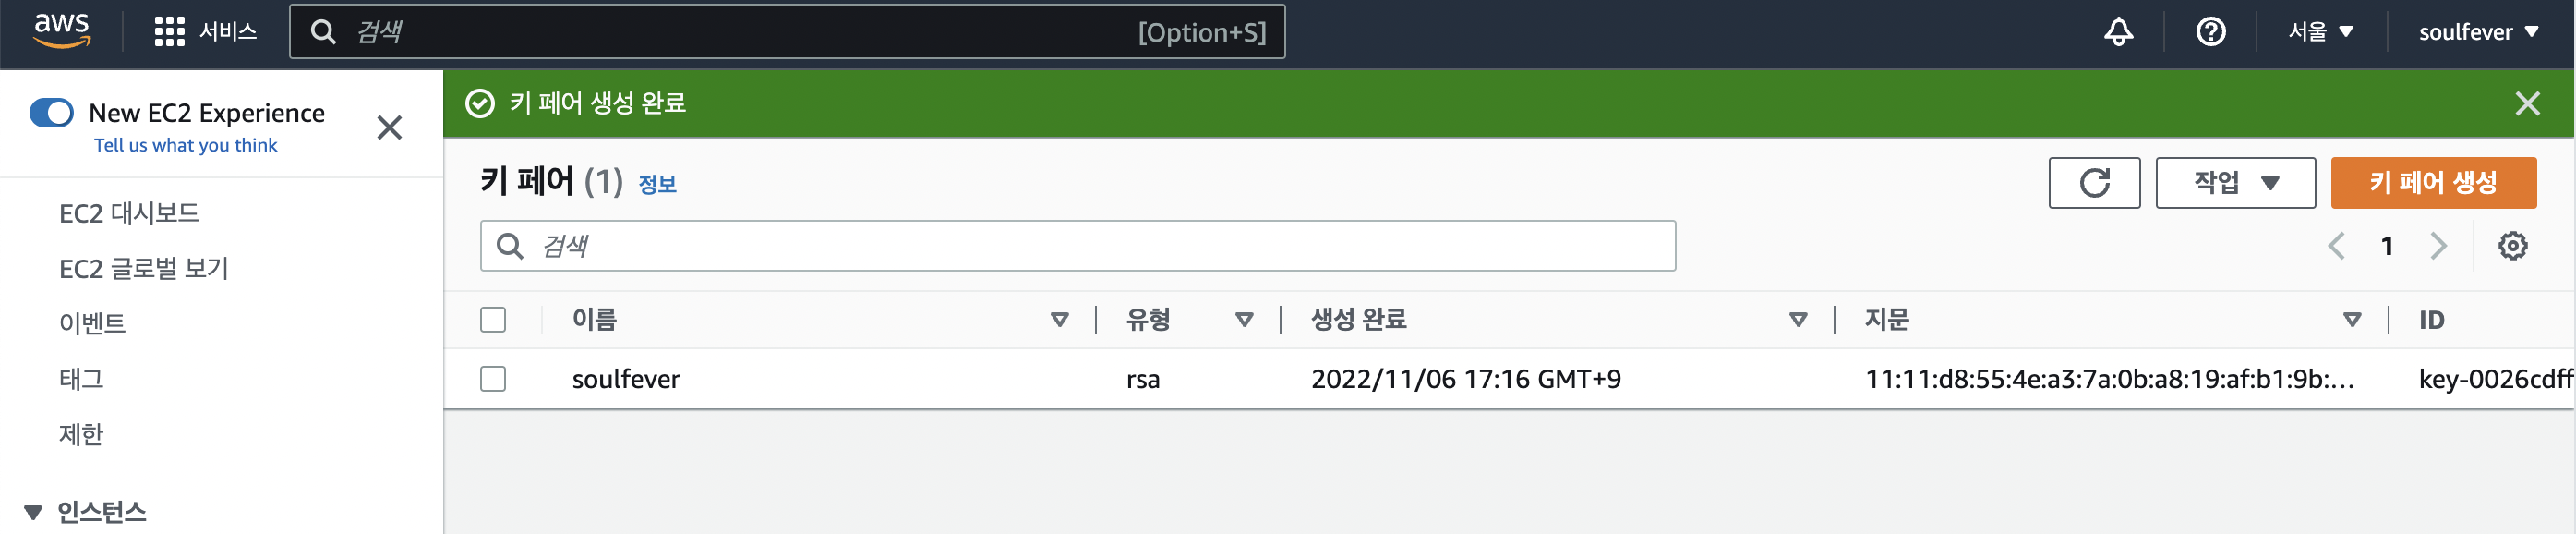 aws
서비스
검색
[Option+S]
서울
soulfever
New EC2 Experience
Tell us what you think
EC2 대시보드
EC2 글로벌 보기
이벤트
태그
제한
인스턴스
키 페어 생성 완료
키 페어 (1) 정보
작업
키 페어 생성
검색
1
이름 유형 생성 완료 지문 ID
soulfever rsa 2022/11/06 17:16 GMT+9 11:11:d8:55:4e:a3:7a:0b:a8:19:af:b1:9b:... key-0026cdff